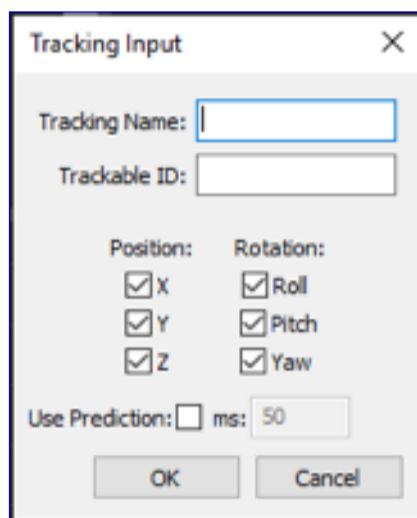 Tracking Input
Tracking Name:
Trackable ID:
Position: Rotation:
X Roll
Y Pitch
Z Yaw
Use Prediction: ms: 50
OK Cancel